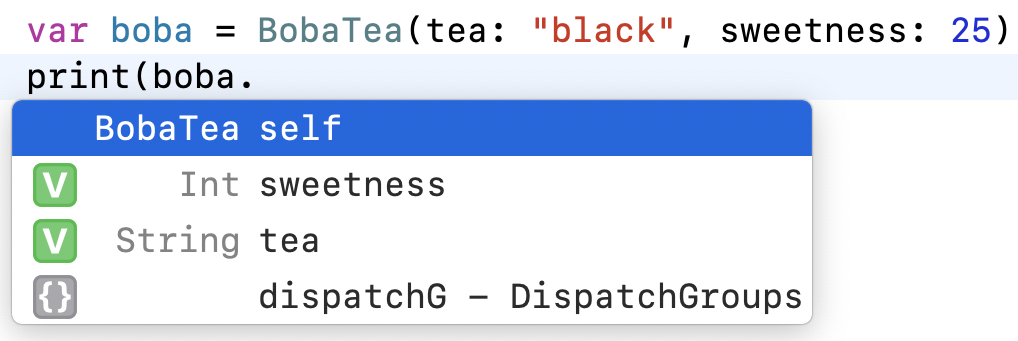 var boba = BobaTea(tea: "black", sweetness: 25)
print(boba.
BobaTea self
V Int sweetness
V String tea
{} dispatchG – DispatchGroups